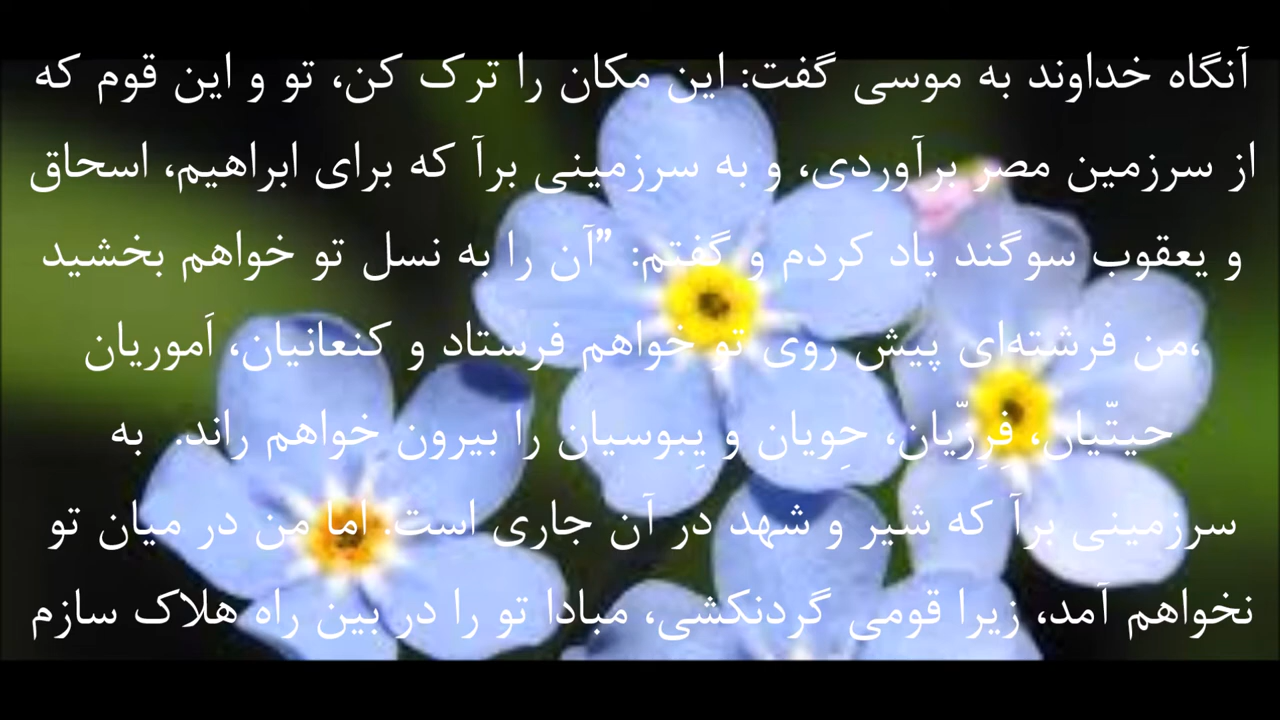 آنگاه خداوند به موسی گفت: این مکان را ترک کن، تو و این قوم که
از سرزمین مصر برآوردی، و به سرزمینی برآ که برای ابراهیم، اسحاق
و یعقوب سوگند یاد کردم و گفتم: ”آن را به نسل تو خواهم بخشید
،من فرشته‌ای پیش روی تو خواهم فرستاد و کنعانیان، اَموریان
حیتّیان، فِرِزّیان، حِویان و یِبوسیان را بیرون خواهم راند. به
سرزمینی برآ که شیر و شهد در آن جاری است. اما من در میان تو
نخواهم آمد، زیرا قومی گردنکشی، مبادا تو را در بین راه هلاک سازم